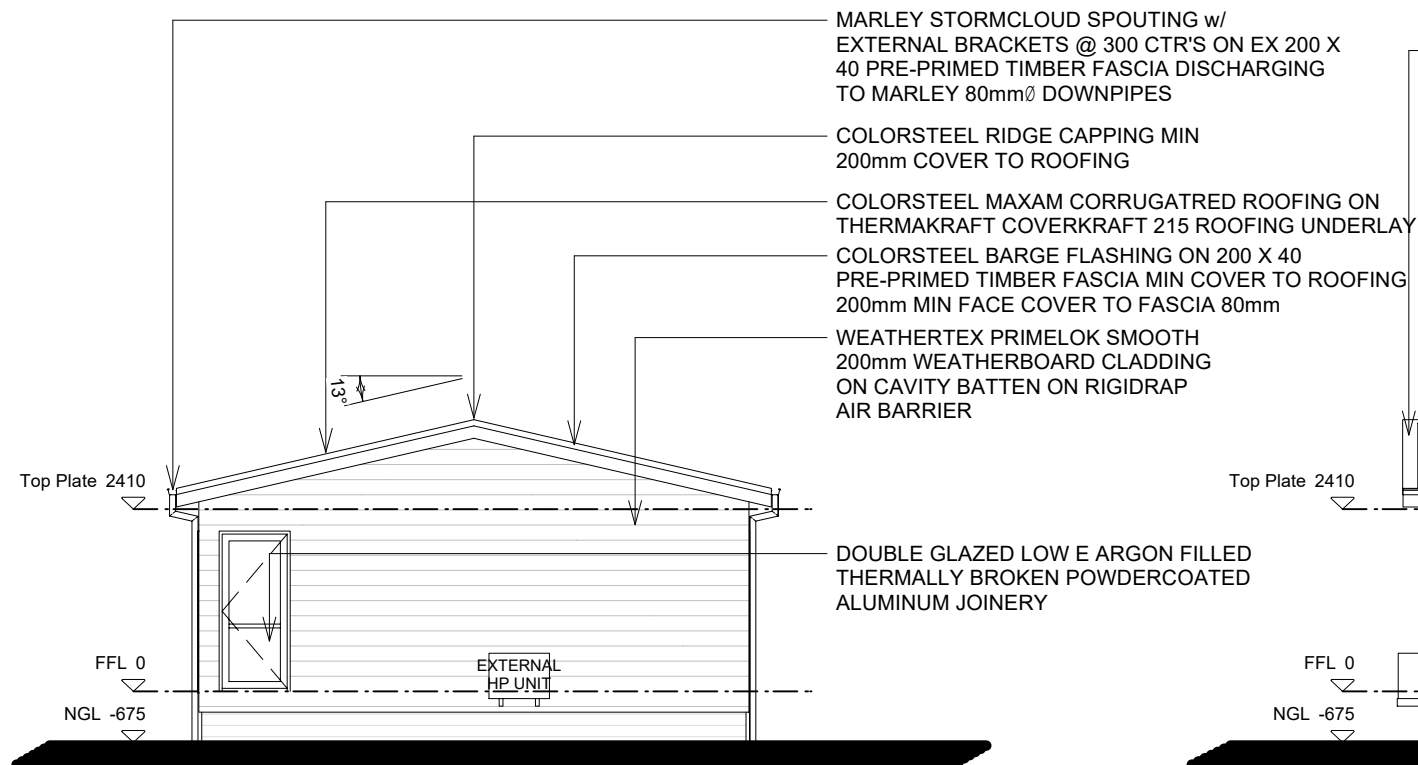 MARLEY STORMCLOUD SPOUTING w/
EXTERNAL BRACKETS @ 300 CTR'S ON EX 200 X
40 PRE-PRIMED TIMBER FASCIA DISCHARGING
TO MARLEY 80mmØ DOWNPIPES
COLORSTEEL RIDGE CAPPING MIN
200mm COVER TO ROOFING
COLORSTEEL MAXAM CORRUGATRED ROOFING ON
THERMAKRAFT COVERKRAFT 215 ROOFING UNDERLAY
COLORSTEEL BARGE FLASHING ON 200 X 40
PRE-PRIMED TIMBER FASCIA MIN COVER TO ROOFING
200mm MIN FACE COVER TO FASCIA 80mm
WEATHERTEX PRIMELOK SMOOTH
200mm WEATHERBOARD CLADDING
ON CAVITY BATTEN ON RIGIDRAP
AIR BARRIER
13°
Top Plate 2410
Top Plate 2410
DOUBLE GLAZED LOW E ARGON FILLED
THERMALLY BROKEN POWDERCOATED
ALUMINUM JOINERY
EXTERNAL
HP UNIT
FFL 0
FFL 0
NGL -675
NGL -675